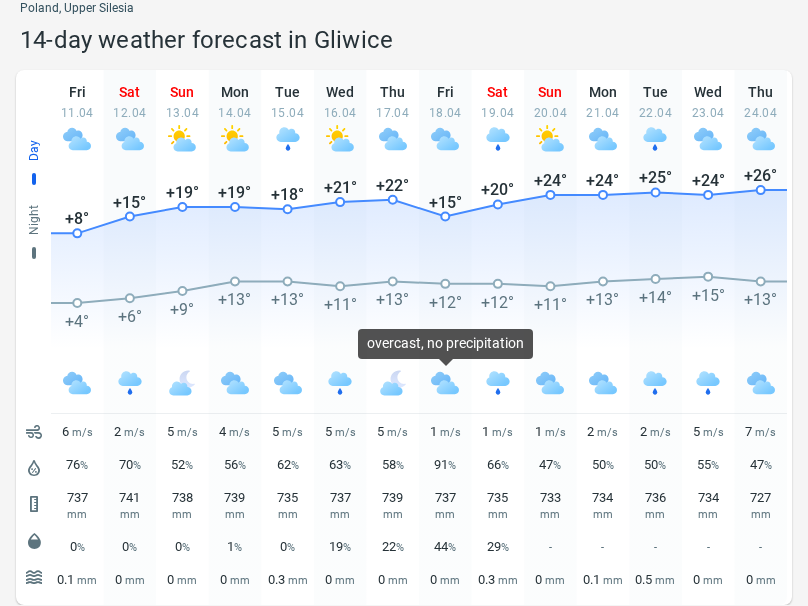 Poland, Upper Silesia
14-day weather forecast in Gliwice
Fri Sat Sun Mon Tue Wed Thu Fri Sat Sun Mon Tue Wed Thu
11.04 12.04 13.04 14.04 15.04 16.04 17.04 18.04 19.04 20.04 21.04 22.04 23.04 24.04
Day
+8° +15° +19° +19° +18° +21° +22° +15° +20° +24° +24° +25° +24° +26°
Night
+4° +6° +9° +13° +13° +11° +13° +12° +12° +11° +13° +14° +15° +13°
overcast, no precipitation
6 m/s 2 m/s 5 m/s 4 m/s 5 m/s 5 m/s 5 m/s 1 m/s 1 m/s 1 m/s 2 m/s 2 m/s 5 m/s 7 m/s
76% 70% 52% 56% 62% 63% 58% 91% 66% 47% 50% 50% 55% 47%
737 741 738 739 735 737 739 737 735 733 734 736 734 727
mm mm mm mm mm mm mm mm mm mm mm mm mm mm
0% 0% 0% 1% 0% 19% 22% 44% 29% - - - - -
0.1 mm 0 mm 0 mm 0 mm 0.3 mm 0 mm 0 mm 0 mm 0.3 mm 0 mm 0.1 mm 0.5 mm 0 mm 0 mm